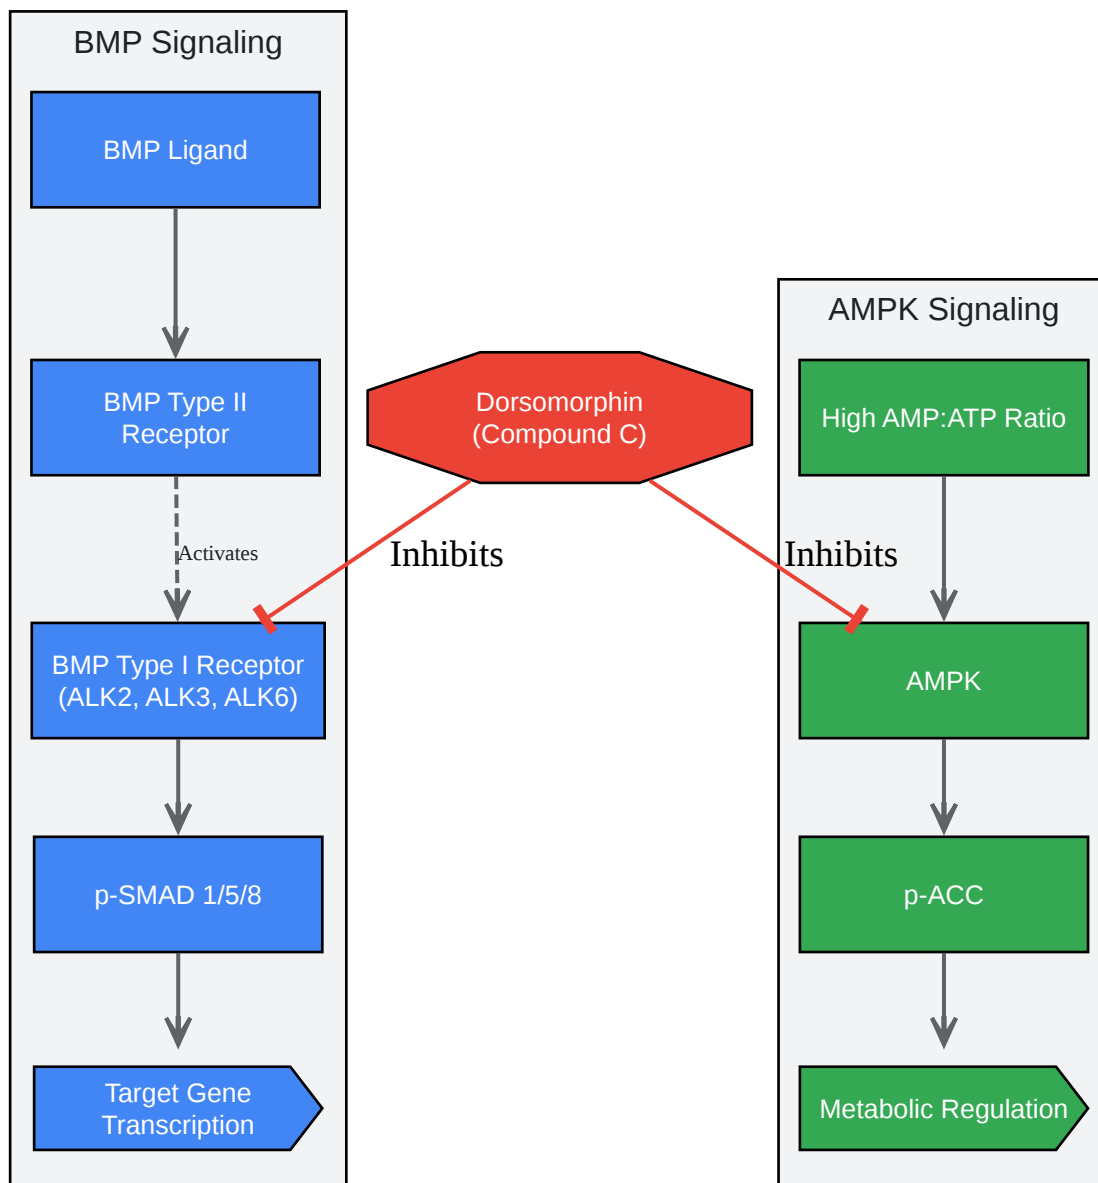 BMP Signaling
BMP Ligand
BMP Type II
Receptor
Activates
BMP Type I Receptor
(ALK2, ALK3, ALK6)
p-SMAD 1/5/8
Target Gene
Transcription
Dorsomorphin
(Compound C)
Inhibits
Inhibits
AMPK Signaling
High AMP:ATP Ratio
AMPK
p-ACC
Metabolic Regulation